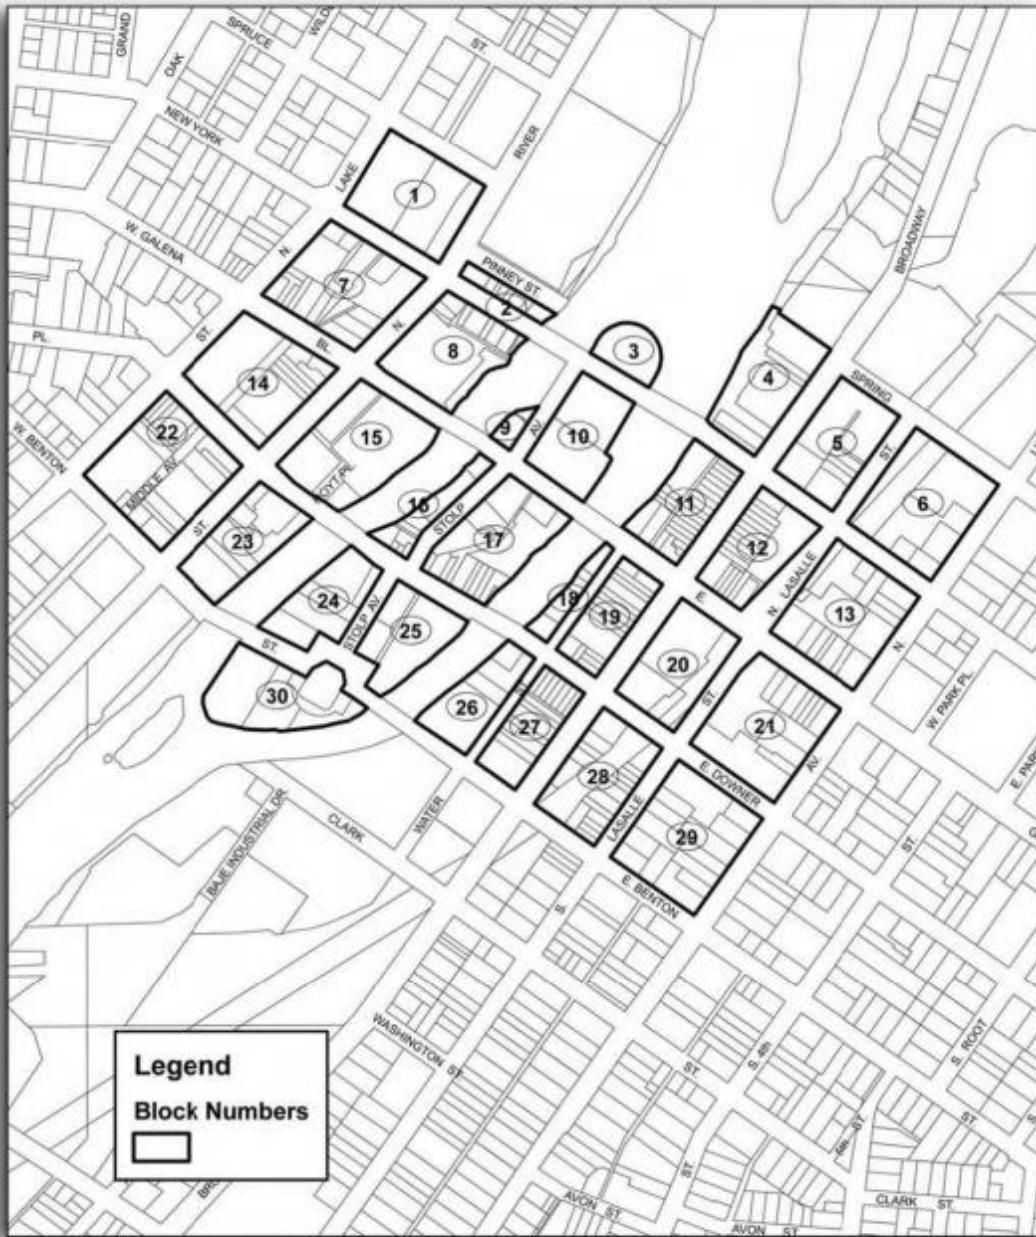 GRAND
OAK
SPRUCE
ST.
NEW YORK
LAKE
RIVER
BROADWAY
W. GALENA
N.
PINNEY ST.
PL.
ST.
BL.
N.
SPRING
ST.
AV.
W. BENTON
MIDDLE AV.
ST.
STOLP
E.
N. LASALLE
N.
ST.
STOLP AV.
ST.
W. PARK PL.
AV.
E. DOWNER
LASALLE
E. BENTON
S.
ST.
CLARK
WATER
BAJE INDUSTRIAL DR.
WASHINGTON ST.
ST.
S. 4th
S. ROOT
ST.
ST.
AVON ST.
AVON ST.
CLARK ST.
1
2
3
4
5
6
7
8
9
10
11
12
13
14
15
16
17
18
19
20
21
22
23
24
25
26
27
28
29
30
Legend
Block Numbers